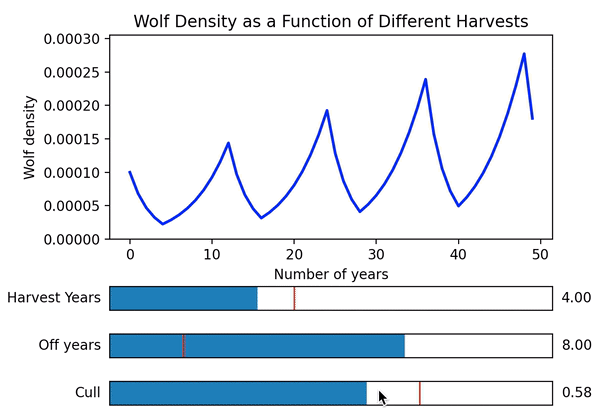 Wolf Density as a Function of Different Harvests
0.00030
0.00025
0.00020
0.00015
0.00010
0.00005
0.00000
Wolf density
0 10 20 30 40 50
Number of years
Harvest Years 4.00
Off years 8.00
Cull 0.58